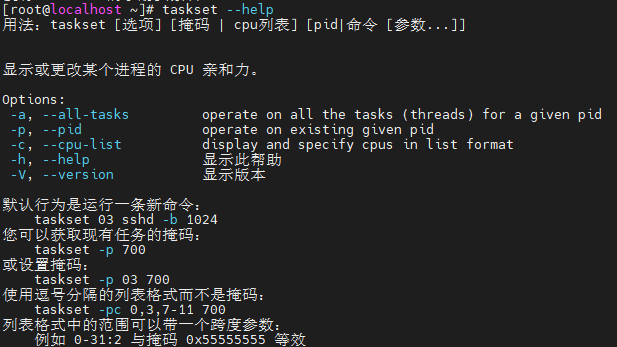 [root@localhost ~]# taskset --help
用法：taskset [选项] [掩码 | cpu列表] [pid|命令 [参数...]]
显示或更改某个进程的 CPU 亲和力。
Options:
-a, --all-tasks operate on all the tasks (threads) for a given pid
-p, --pid operate on existing given pid
-c, --cpu-list display and specify cpus in list format
-h, --help 显示此帮助
-V, --version 显示版本
默认行为是运行一条新命令：
taskset 03 sshd -b 1024
您可以获取现有任务的掩码：
taskset -p 700
或设置掩码：
taskset -p 03 700
使用逗号分隔的列表格式而不是掩码：
taskset -pc 0,3,7-11 700
列表格式中的范围可以带一个跨度参数：
例如 0-31:2 与掩码 0x55555555 等效